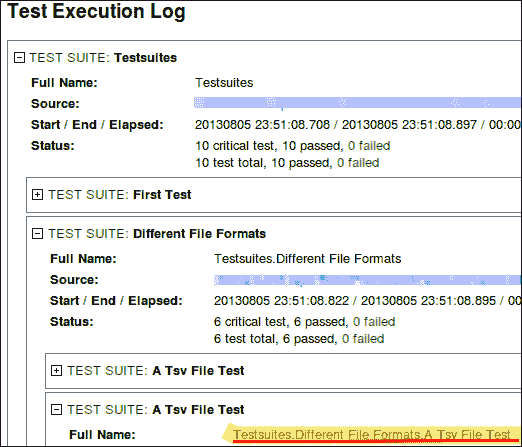 Test Execution Log
TEST SUITE: Testsuites
Full Name: Testsuites
Source:
Start / End / Elapsed: 20130805 23:51:08.708 / 20130805 23:51:08.897 / 00:00
Status: 10 critical test, 10 passed, 0 failed
10 test total, 10 passed, 0 failed
TEST SUITE: First Test
TEST SUITE: Different File Formats
Full Name: Testsuites.Different File Formats
Source:
Start / End / Elapsed: 20130805 23:51:08.822 / 20130805 23:51:08.895 / 00
Status: 6 critical test, 6 passed, 0 failed
6 test total, 6 passed, 0 failed
TEST SUITE: A Tsv File Test
TEST SUITE: A Tsv File Test
Full Name: Testsuites.Different File Formats.A Tsv File Test